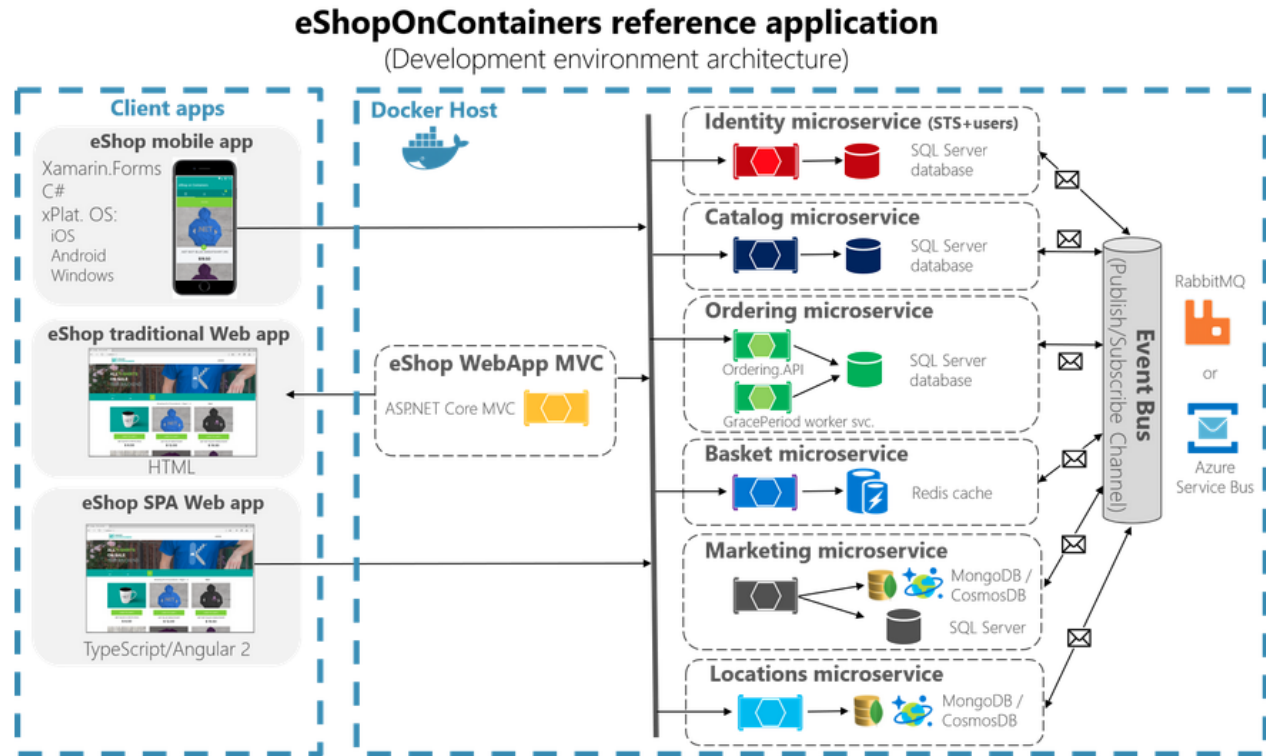 eShopOnContainers reference application
(Development environment architecture)
Client apps
eShop mobile app
Xamarin.Forms
C#
xPlat. OS:
iOS
Android
Windows
eShop traditional Web app
HTML
eShop SPA Web app
TypeScript/Angular 2
Docker Host
eShop WebApp MVC
ASP.NET Core MVC
Identity microservice (STS+users)
SQL Server
database
Catalog microservice
SQL Server
database
Ordering microservice
Ordering.API
SQL Server
database
GracePeriod worker svc.
Basket microservice
Redis cache
Marketing microservice
MongoDB /
CosmosDB
SQL Server
Locations microservice
MongoDB /
CosmosDB
Event Bus
(Publish/Subscribe Channel)
RabbitMQ
or
Azure
Service Bus